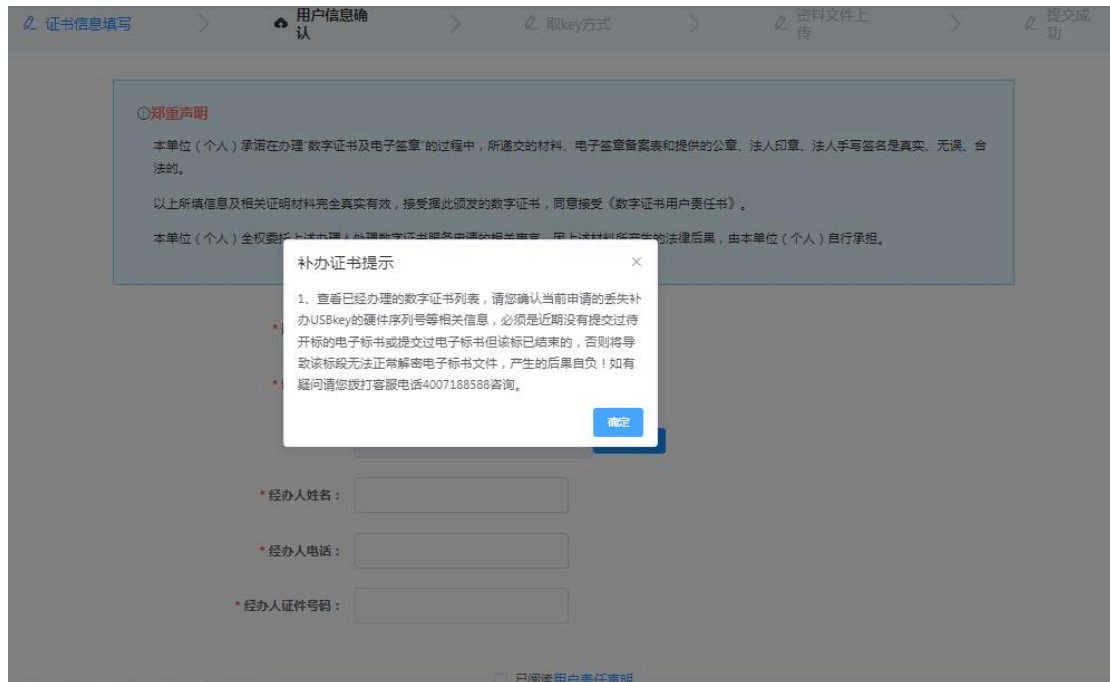 证书信息填写
用户信息确
认
取key方式
资料文件上
传
提交成
功
郑重声明
本单位（个人）承诺在办理"数字证书及电子签章"的过程中，所递交的材料、电子签章备案表和提供的公章、法人印章、法人手写签名是真实、无误、合
法的。
以上所填信息及相关证明材料完全真实有效，接受据此颁发的数字证书，同意接受《数字证书用户责任书》。
本单位（个人）全权委托上述办理人处理数字证书服务申请的相关事宜，因上述材料所产生的法律后果，由本单位（个人）自行承担。
补办证书提示
1、查看已经办理的数字证书列表，请您确认当前申请的丢失补
办USBkey的硬件序列号等相关信息，必须是近期没有提交过待
开标的电子标书或提交过电子标书但该标已结束的，否则将导
致该标段无法正常解密电子标书文件，产生的后果自负！如有
疑问请您拨打客服电话4007188588咨询。
确定
*经办人姓名：
*经办人电话：
*经办人证件号码：
已阅读用户责任声明